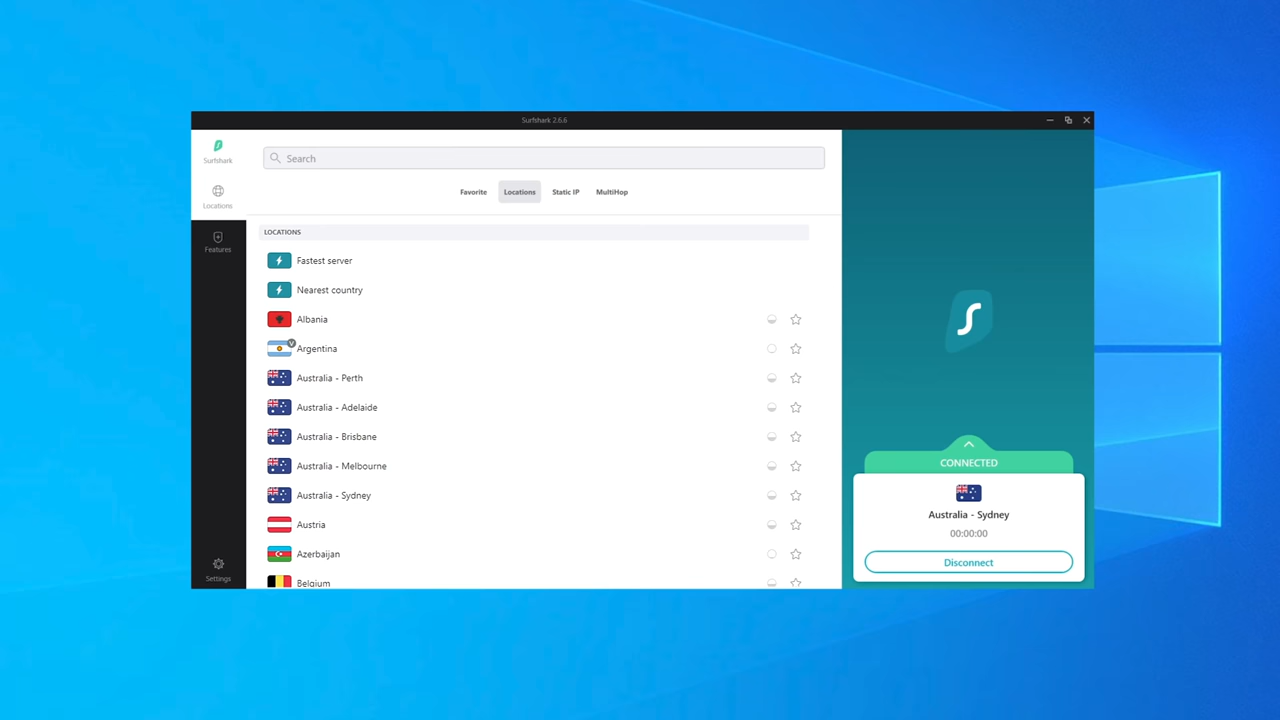 Surfshark 2.6.6
Surfshark
Locations
Features
Settings
Search
Favorite
Locations
Static IP
MultiHop
LOCATIONS
Fastest server
Nearest country
Albania
V
Argentina
Australia - Perth
Australia - Adelaide
Australia - Brisbane
Australia - Melbourne
Australia - Sydney
Austria
Azerbaijan
Belgium
CONNECTED
Australia - Sydney
00:00:00
Disconnect